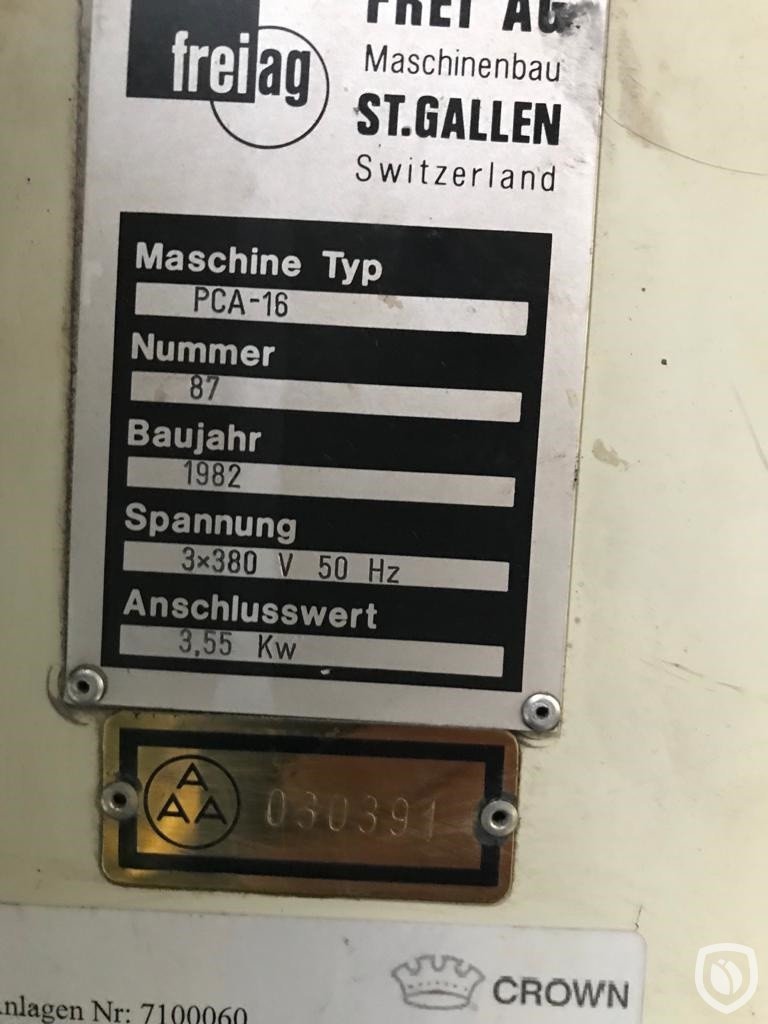 FREI AG
freiag
Maschinenbau
ST.GALLEN
Switzerland
Maschine Typ
PCA-16
Nummer
87
Baujahr
1982
Spannung
3×380 V 50 Hz
Anschlusswert
3,55 Kw
A
AA
030391
CROWN
nlagen Nr: 7100060